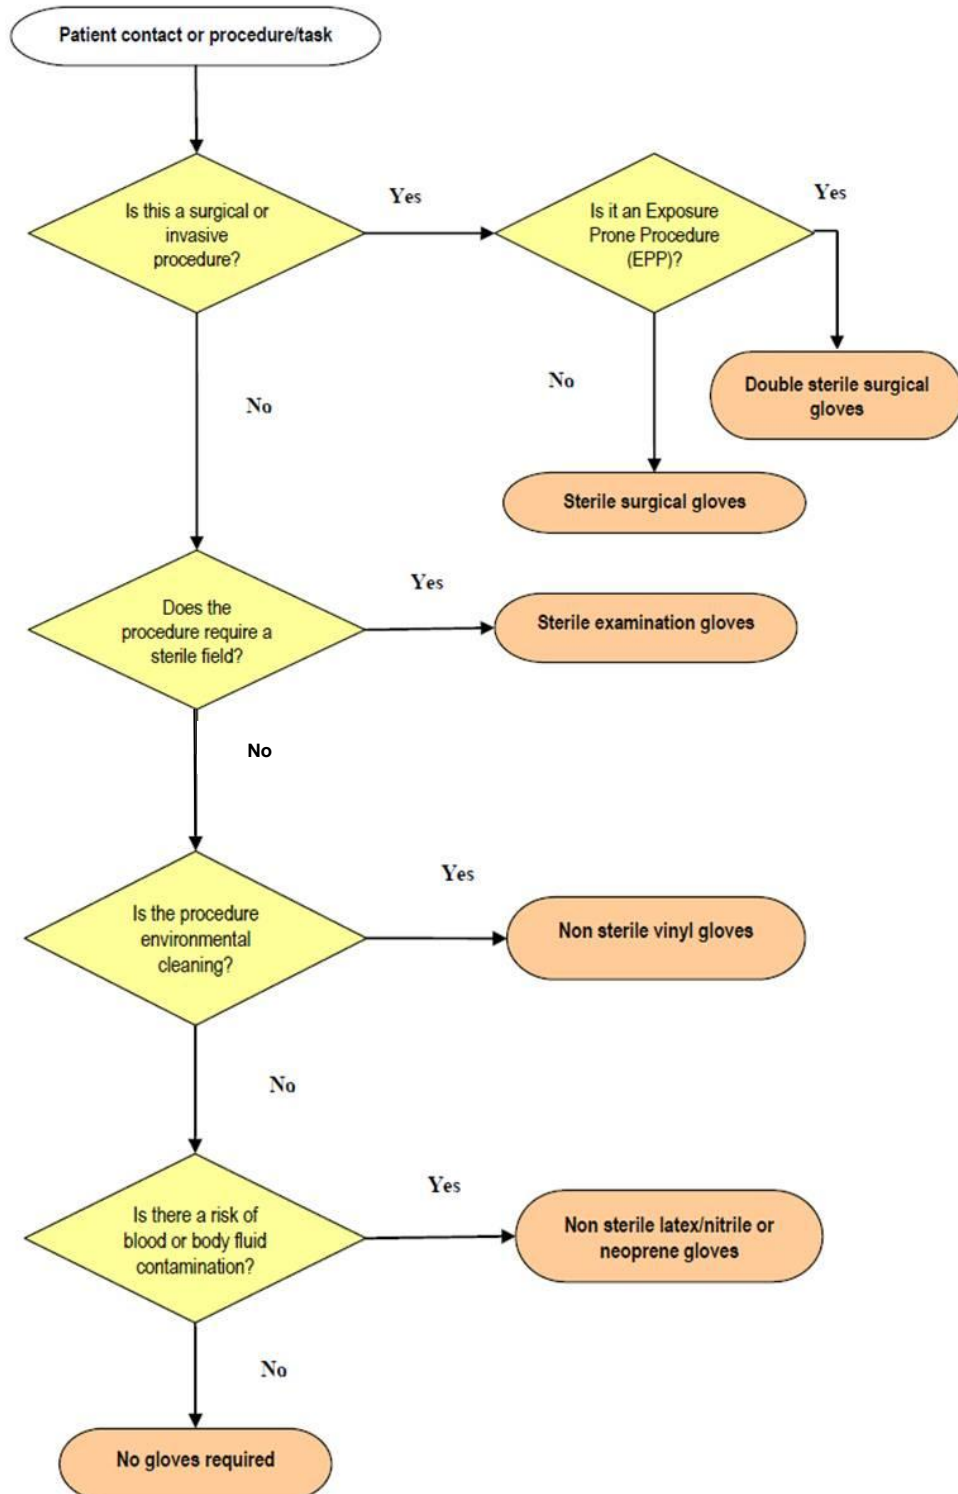 Patient contact or procedure/task
Is this a surgical or
invasive
procedure?
Yes
Is it an Exposure
Prone Procedure
(EPP)?
Yes
Double sterile surgical
gloves
No
Sterile surgical gloves
No
Does the
procedure require a
sterile field?
Yes
Sterile examination gloves
No
Is the procedure
environmental
cleaning?
Yes
Non sterile vinyl gloves
No
Is there a risk of
blood or body fluid
contamination?
Yes
Non sterile latex/nitrile or
neoprene gloves
No
No gloves required